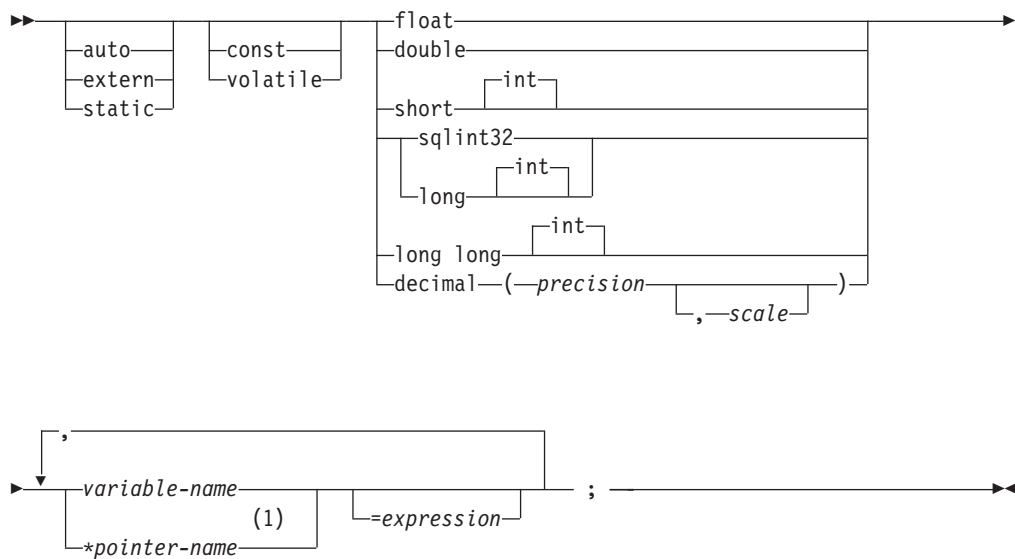 float
auto const double
extern volatile
static int
short
sqlint32
int
long
int
long long
decimal ( precision )
, scale
,
variable-name ;
(1) =expression
*pointer-name